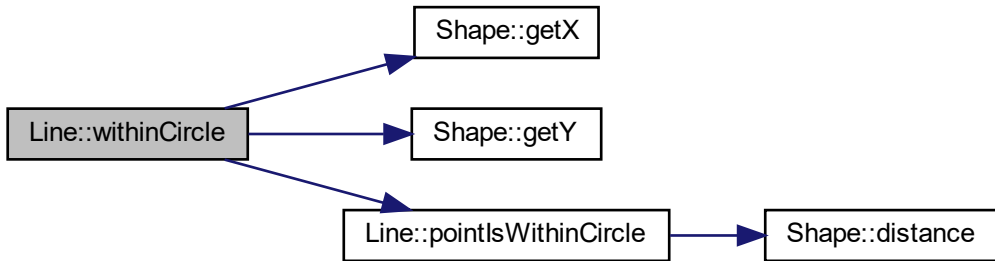 Shape::getX
Line::withinCircle
Shape::getY
Line::pointIsWithinCircle
Shape::distance